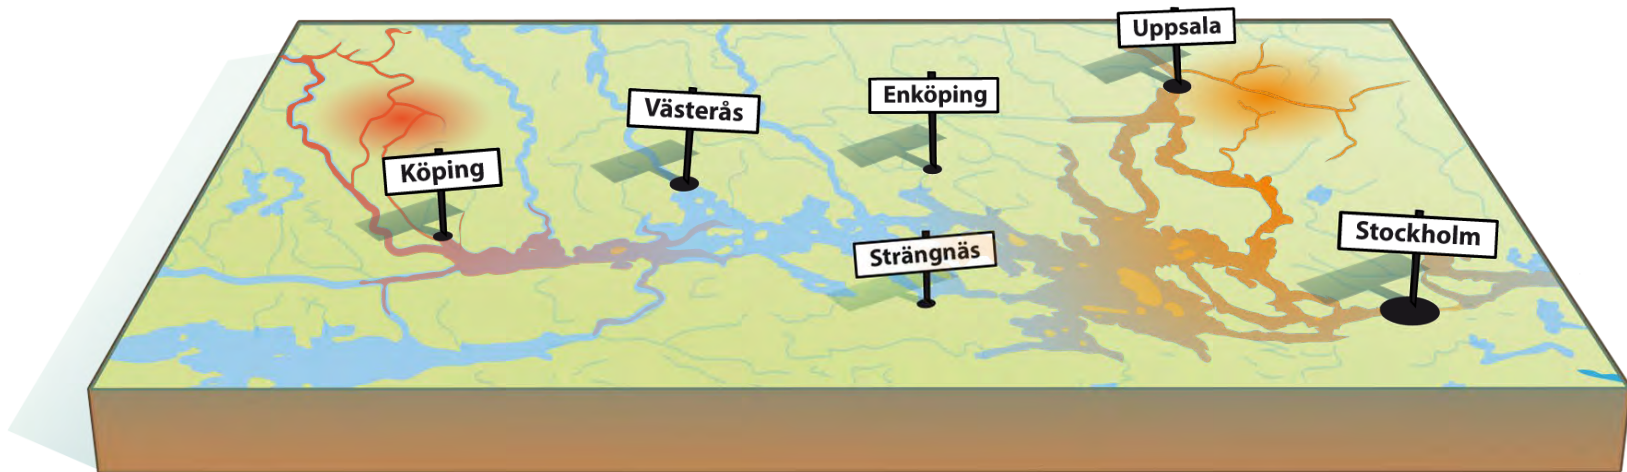 Uppsala
Enköping
Västerås
Köping
Stockholm
Strängnäs